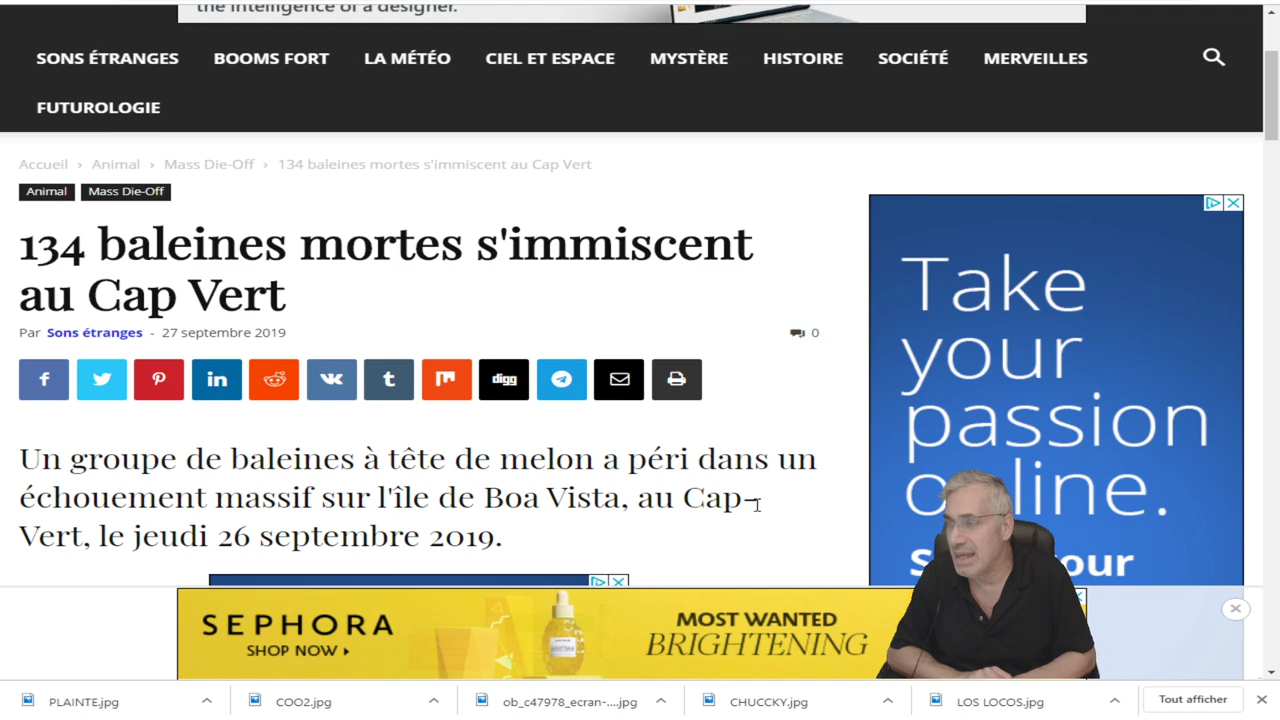 the intelligence of a designer.
SONS ÉTRANGES BOOMS FORT LA MÉTÉO CIEL ET ESPACE MYSTÈRE HISTOIRE SOCIÉTÉ MERVEILLES
FUTUROLOGIE
Accueil › Animal › Mass Die-Off › 134 baleines mortes s'immiscent au Cap Vert
Animal Mass Die-Off
134 baleines mortes s'immiscent
au Cap Vert
Par Sons étranges - 27 septembre 2019
0
digg
Un groupe de baleines à tête de melon a péri dans un
échouement massif sur l'île de Boa Vista, au Cap-
Vert, le jeudi 26 septembre 2019.
Take
your
passion
online.
SEPHORA
SHOP NOW
MOST WANTED
BRIGHTENING
PLAINTE.jpg
COO2.jpg
ob_c47978_ecran-....jpg
CHUCCKY.jpg
LOS LOCOS.jpg
Tout afficher